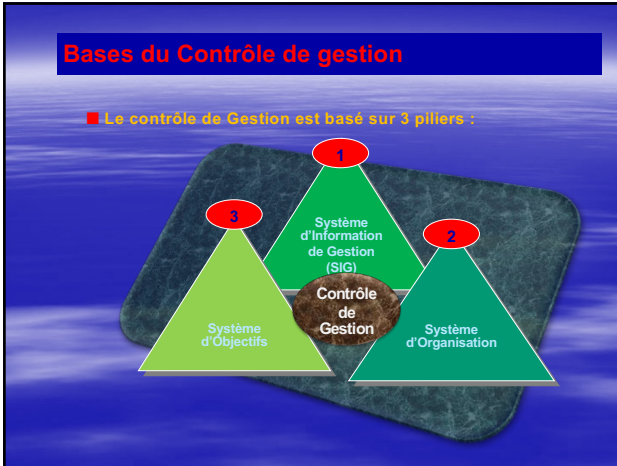 Bases du Contrôle de gestion
Le contrôle de Gestion est basé sur 3 piliers :
1
Système
d'Information
de Gestion
(SIG)
2
Système
d'Organisation
3
Système
d'Objectifs
Contrôle
de
Gestion